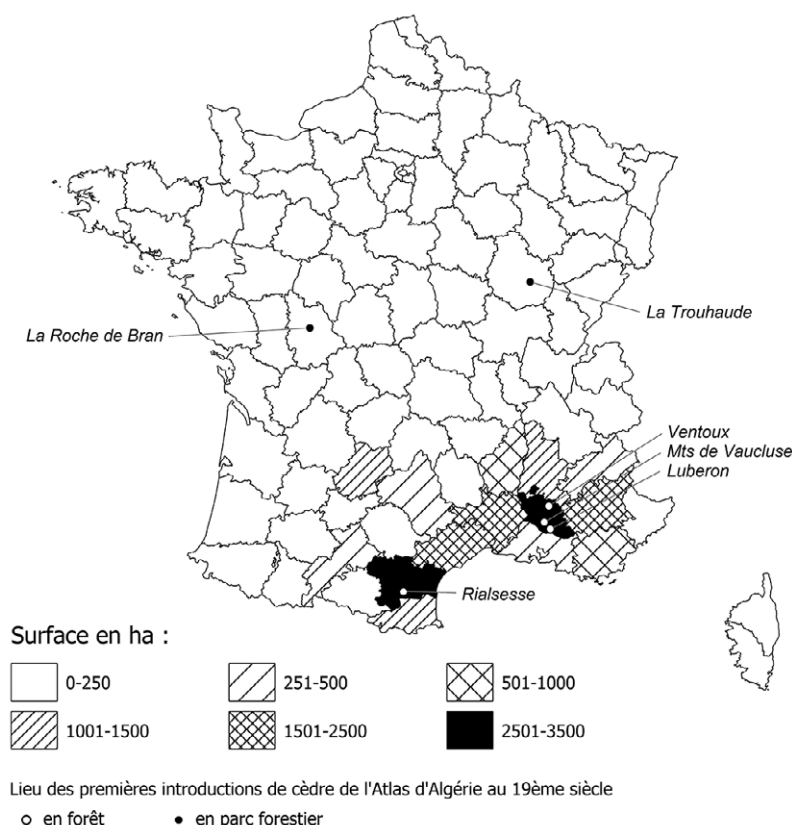 La Roche de Bran
La Trouhaude
Ventoux
Mts de Vaucluse
Luberon
Rialsesse
Surface en ha :
0-250
251-500
501-1000
1001-1500
1501-2500
2501-3500
Lieu des premières introductions de cèdre de l'Atlas d'Algérie au 19ème siècle
en forêt
en parc forestier